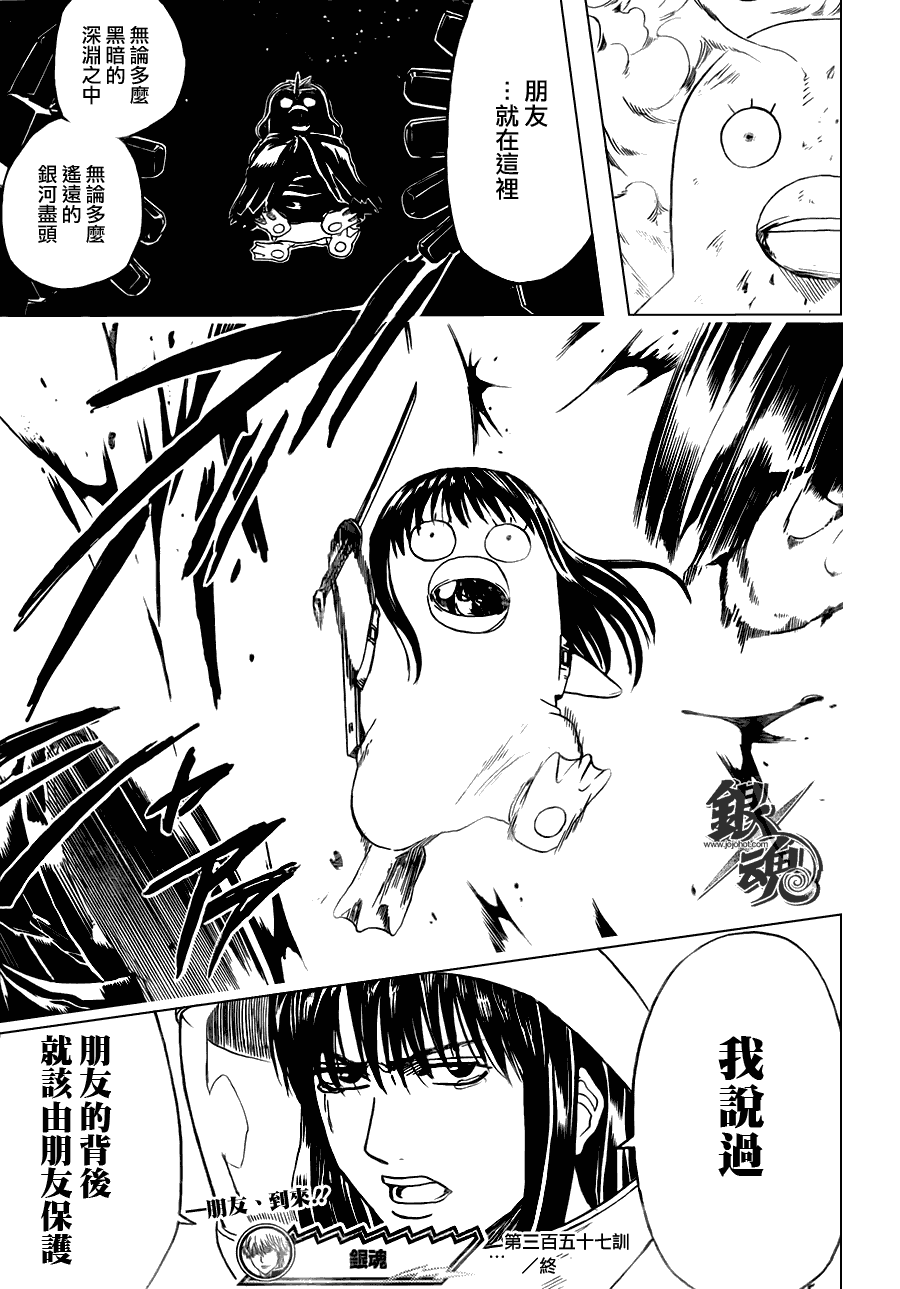 朋友
…就在這裡
無論多麼
黑暗的
深淵之中
無論多麼
遙遠的
銀河盡頭
銀魂
www.jojohot.com
我說過
朋友的背後
就該由朋友保護
一朋友、到來!!
銀魂
第三百五十七訓
…／終